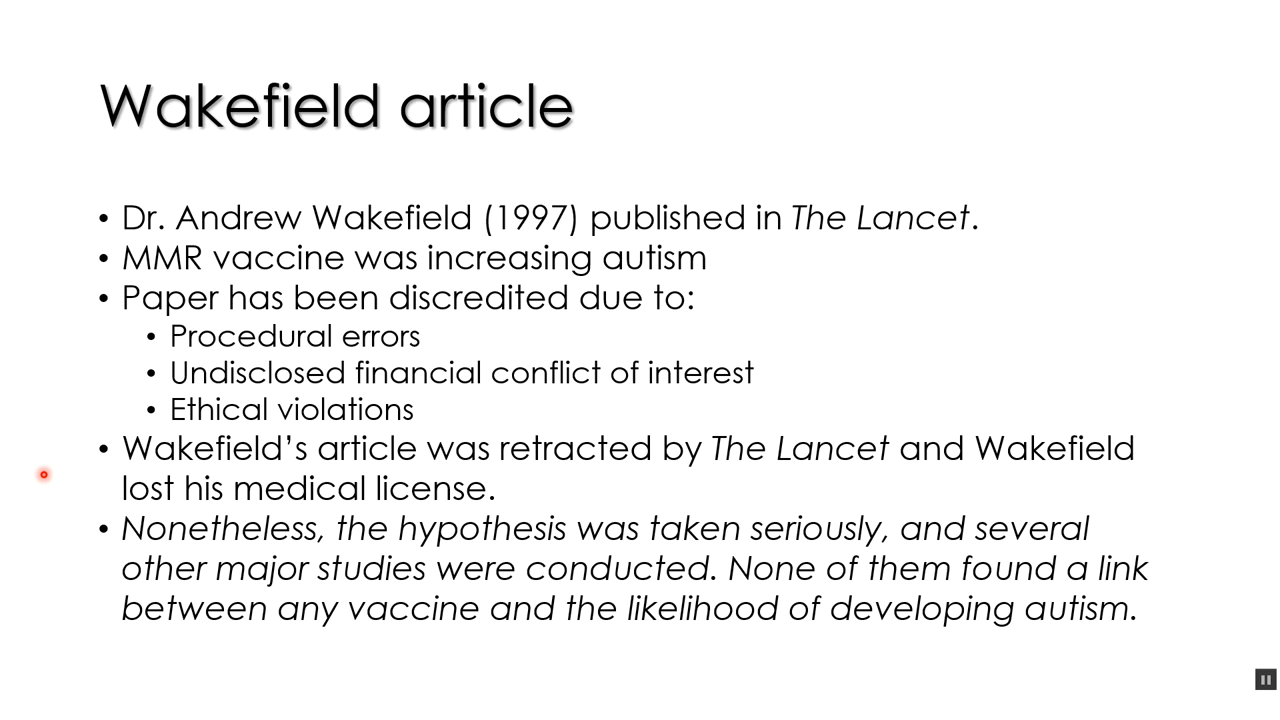 Wakefield article
• Dr. Andrew Wakefield (1997) published in The Lancet.
• MMR vaccine was increasing autism
• Paper has been discredited due to:
• Procedural errors
• Undisclosed financial conflict of interest
• Ethical violations
• Wakefield’s article was retracted by The Lancet and Wakefield
lost his medical license.
• Nonetheless, the hypothesis was taken seriously, and several
other major studies were conducted. None of them found a link
between any vaccine and the likelihood of developing autism.